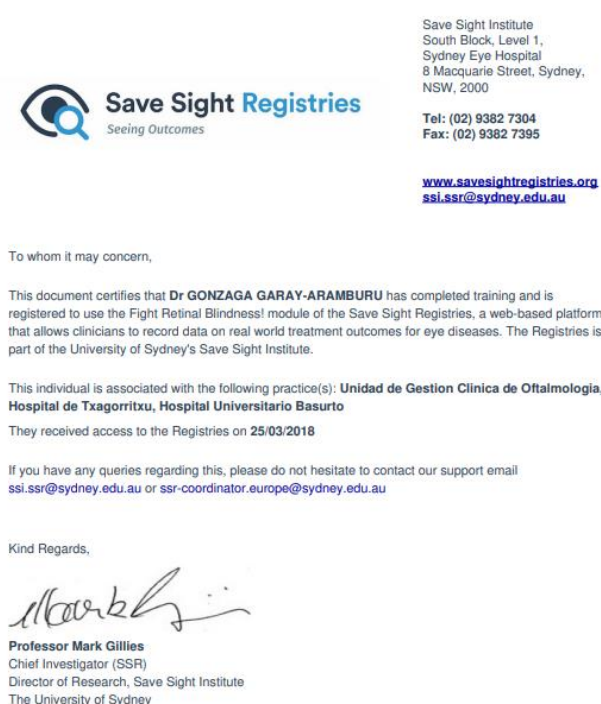 Save Sight Institute
South Block, Level 1,
Sydney Eye Hospital
8 Macquarie Street, Sydney,
NSW, 2000
Tel: (02) 9382 7304
Fax: (02) 9382 7395
www.savesightregistries.org
ssi.ssr@sydney.edu.au
Save Sight Registries
Seeing Outcomes
To whom it may concern,
This document certifies that Dr GONZAGA GARAY-ARAMBURU has completed training and is
registered to use the Fight Retinal Blindness! module of the Save Sight Registries, a web-based platform
that allows clinicians to record data on real world treatment outcomes for eye diseases. The Registries is
part of the University of Sydney's Save Sight Institute.
This individual is associated with the following practice(s): Unidad de Gestion Clinica de Oftalmologia,
Hospital de Txagorritxu, Hospital Universitario Basurto
They received access to the Registries on 25/03/2018
If you have any queries regarding this, please do not hesitate to contact our support email
ssi.ssr@sydney.edu.au or ssr-coordinator.europe@sydney.edu.au
Kind Regards,
Professor Mark Gillies
Chief Investigator (SSR)
Director of Research, Save Sight Institute
The University of Sydney